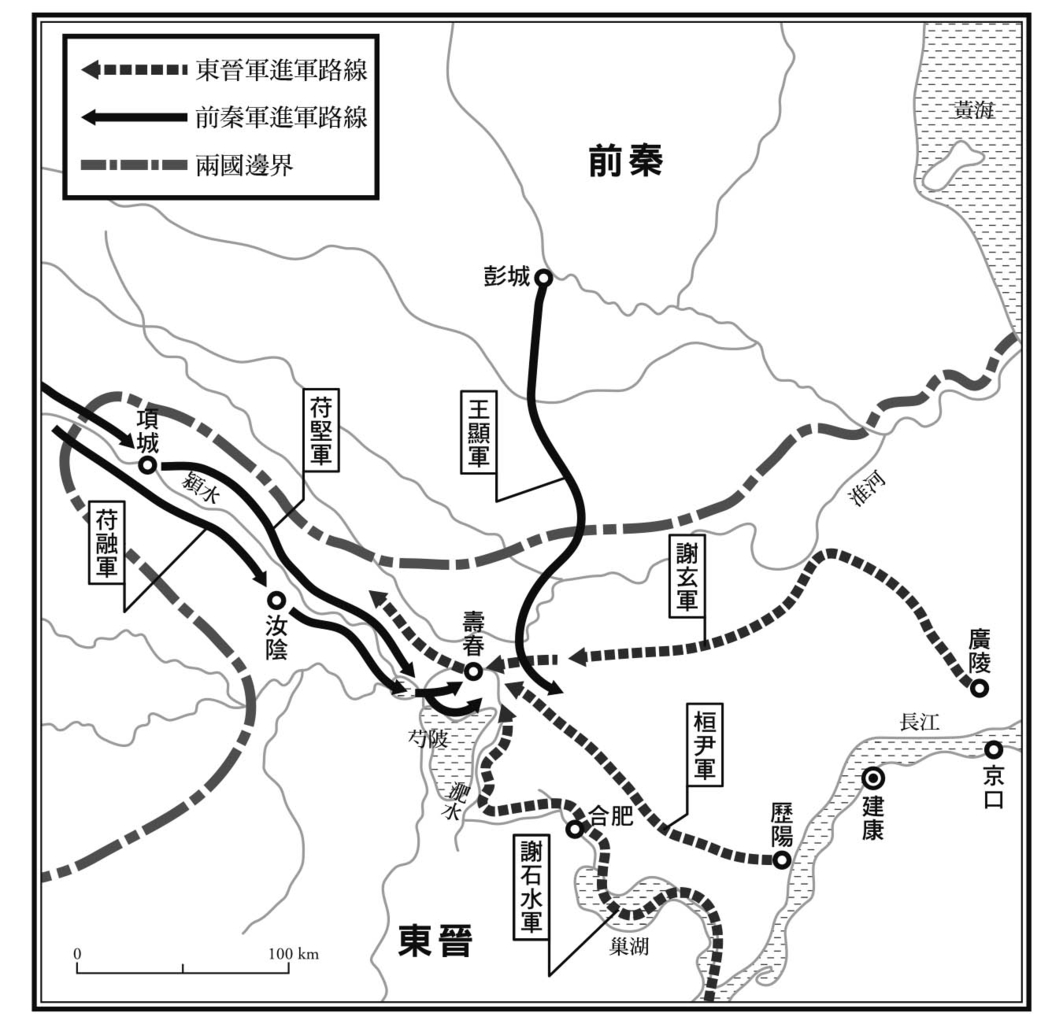 東晉軍進軍路線
前秦軍進軍路線
兩國邊界
黃海
前秦
彭城
項城
苻堅軍
王顯軍
潁水
淮河
苻融軍
謝玄軍
汝陰
壽春
廣陵
長江
桓尹軍
芍陂
淝水
京口
建康
合肥
歷陽
謝石水軍
東晉
巢湖
0
100 km